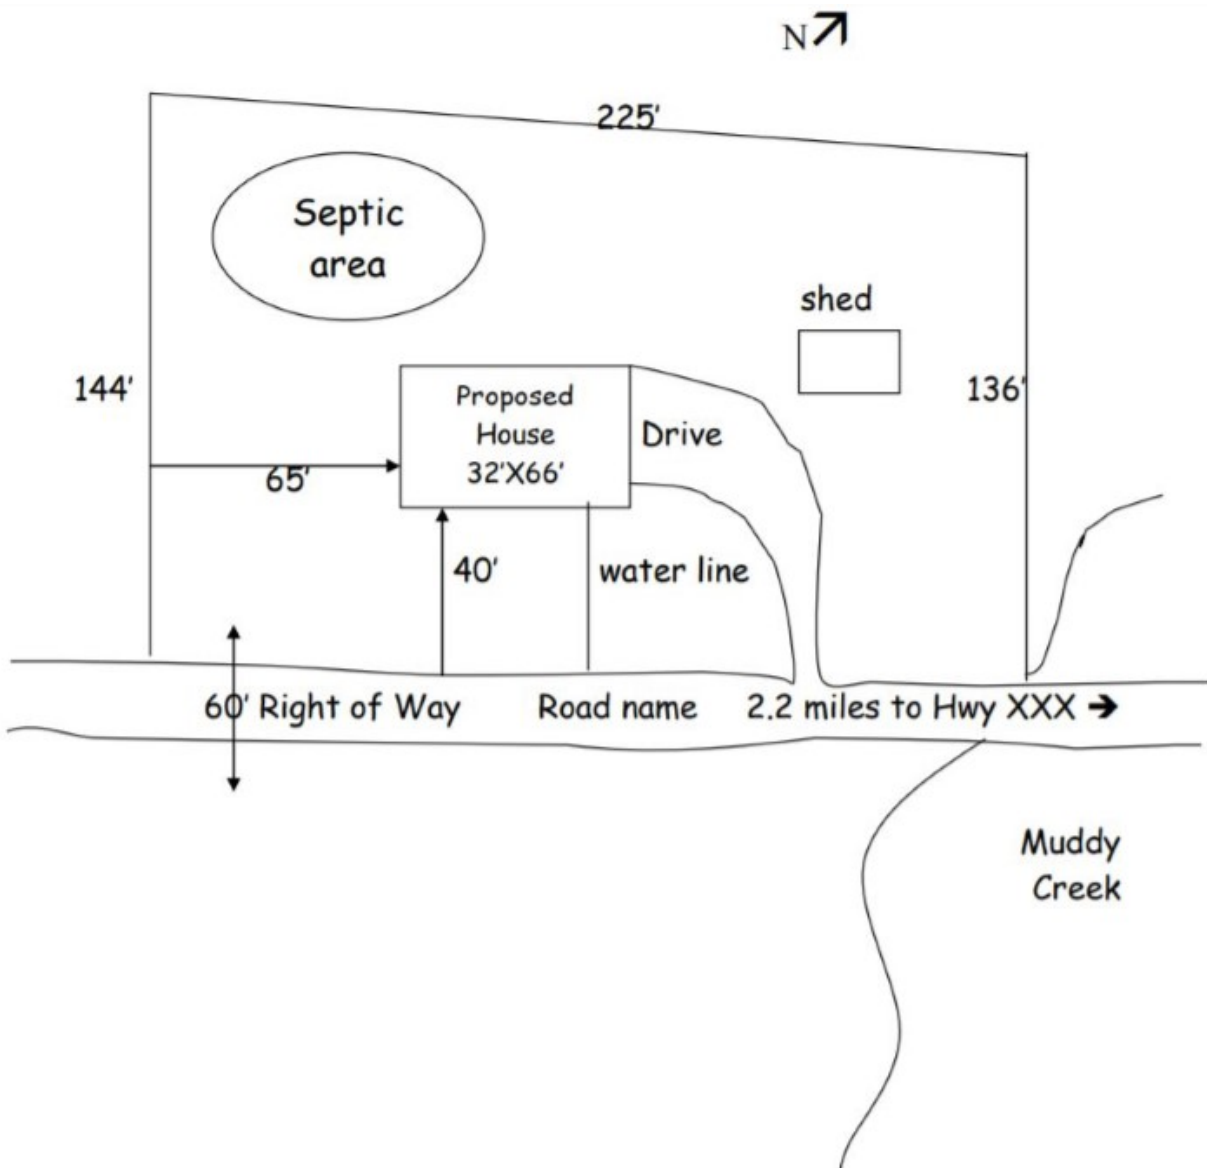 N
225'
Septic
area
shed
144'
136'
Proposed
House
32'X66'
Drive
65'
40'
water line
60' Right of Way
Road name
2.2 miles to Hwy XXX ➔
Muddy
Creek